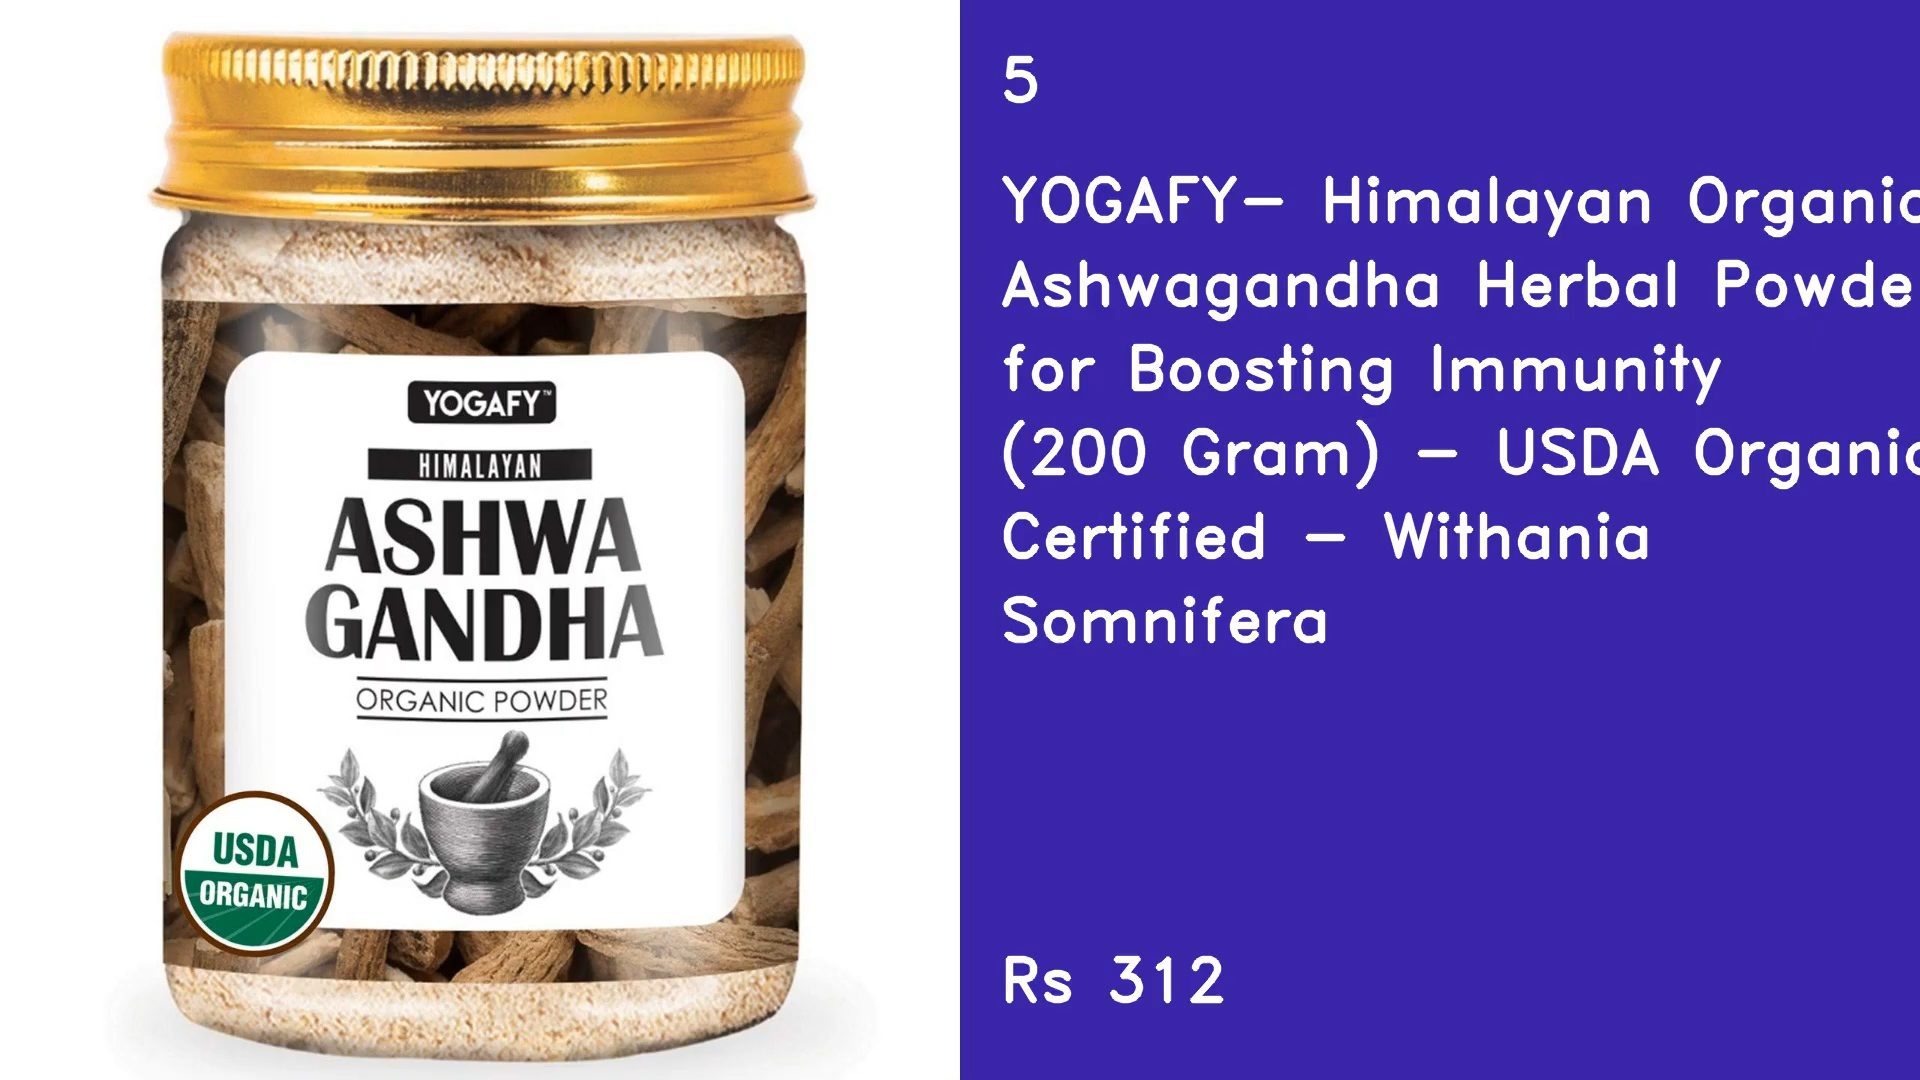 YOGAFY™
HIMALAYAN
ASHWA
GANDHA
ORGANIC POWDER
USDA
ORGANIC
5
YOGAFY– Himalayan Organic
Ashwagandha Herbal Powde
for Boosting Immunity
(200 Gram) – USDA Organic
Certified – Withania
Somnifera
Rs 312